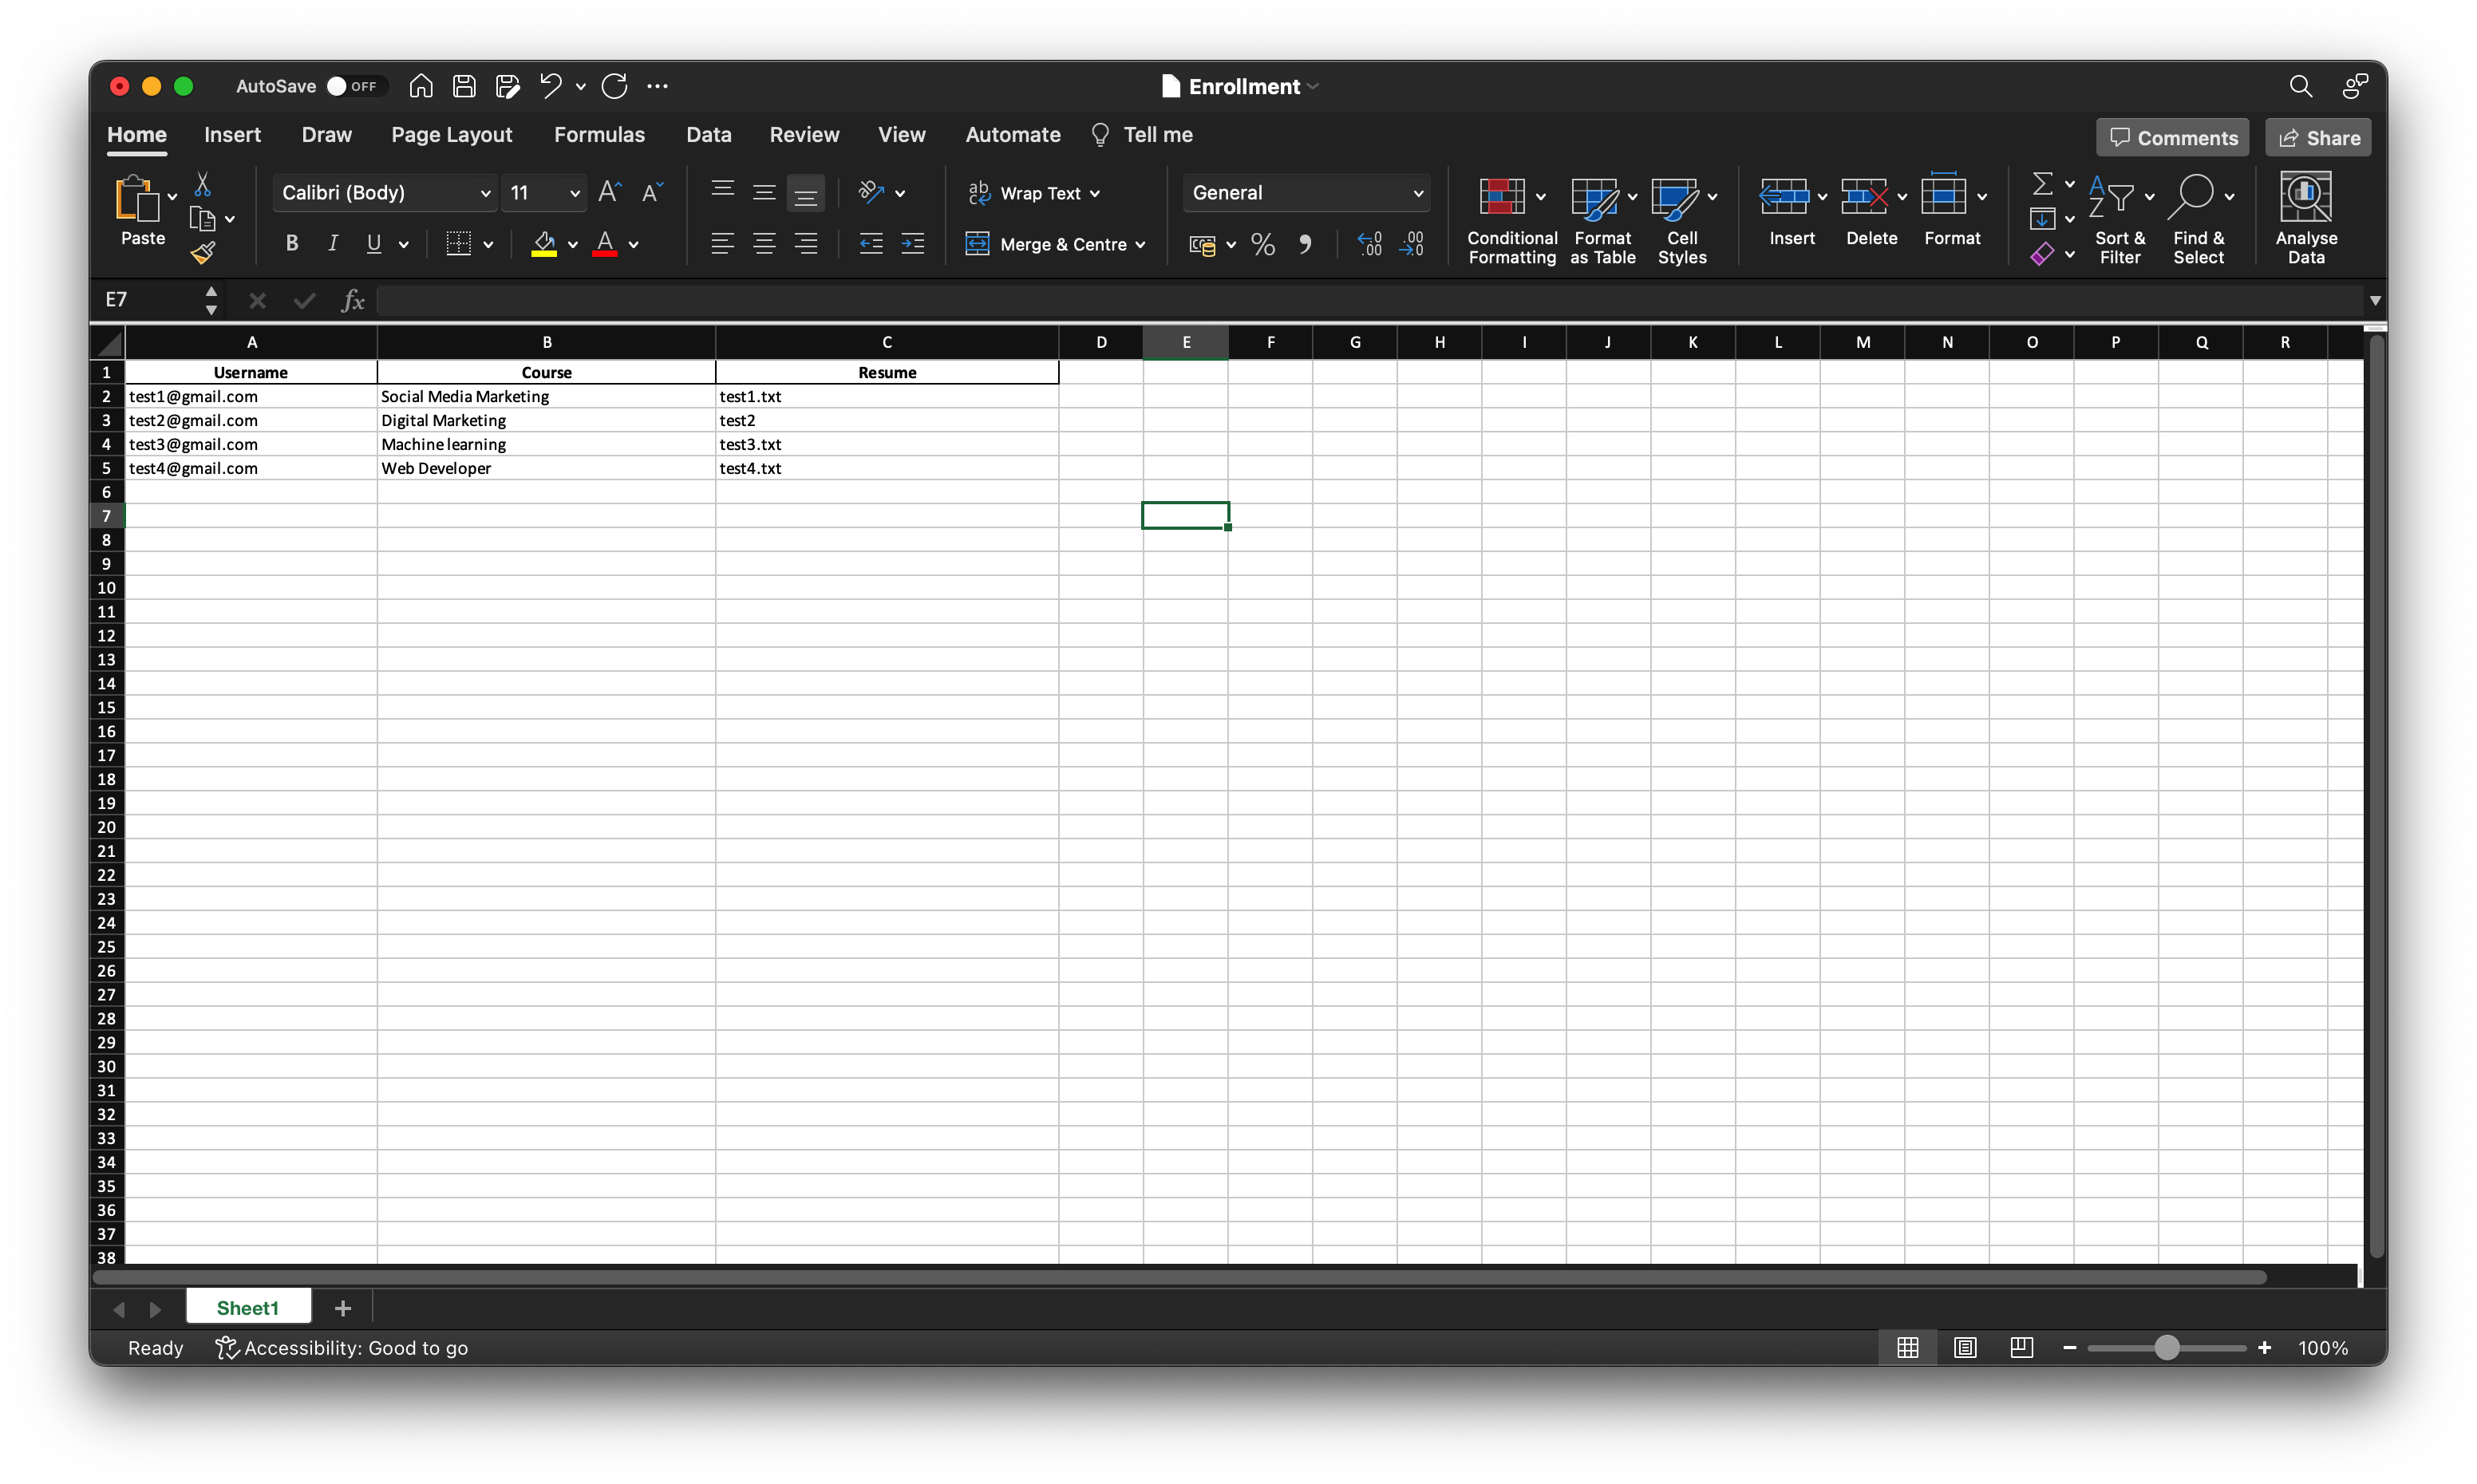 AutoSave OFF Enrollment
Home Insert Draw Page Layout Formulas Data Review View Automate Tell me Comments Share
Paste Calibri (Body) 11 A A ab Wrap Text General Conditional Formatting Format as Table Cell Styles Insert Delete Format Sort & Filter Find & Select Analyse Data
B I U A Merge & Centre % 9 .0 .00 .00 .0
E7 fx
A B C D E F G H I J K L M N O P Q R
1 Username Course Resume
2 test1@gmail.com Social Media Marketing test1.txt
3 test2@gmail.com Digital Marketing test2
4 test3@gmail.com Machine learning test3.txt
5 test4@gmail.com Web Developer test4.txt
6
7
8
9
10
11
12
13
14
15
16
17
18
19
20
21
22
23
24
25
26
27
28
29
30
31
32
33
34
35
36
37
38
Sheet1 +
Ready Accessibility: Good to go 100%